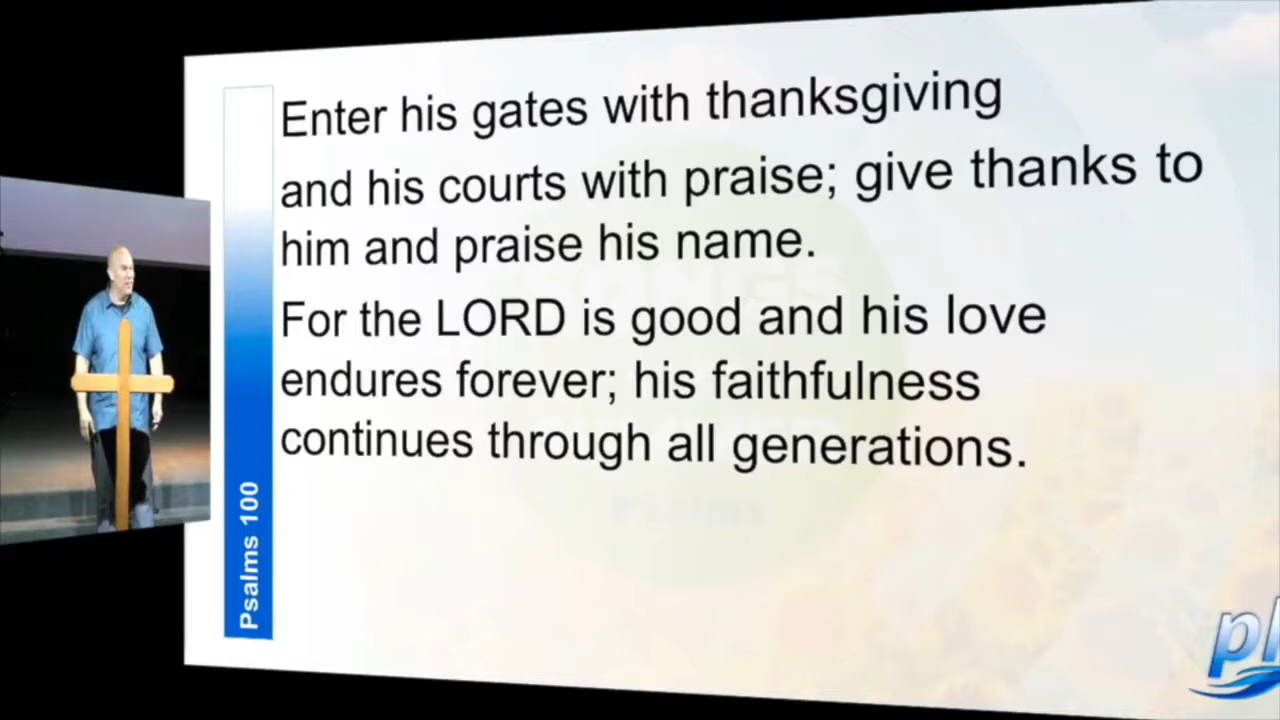 Enter his gates with thanksgiving
and his courts with praise; give thanks to
him and praise his name.
For the LORD is good and his love
endures forever; his faithfulness
continues through all generations.
Psalms 100